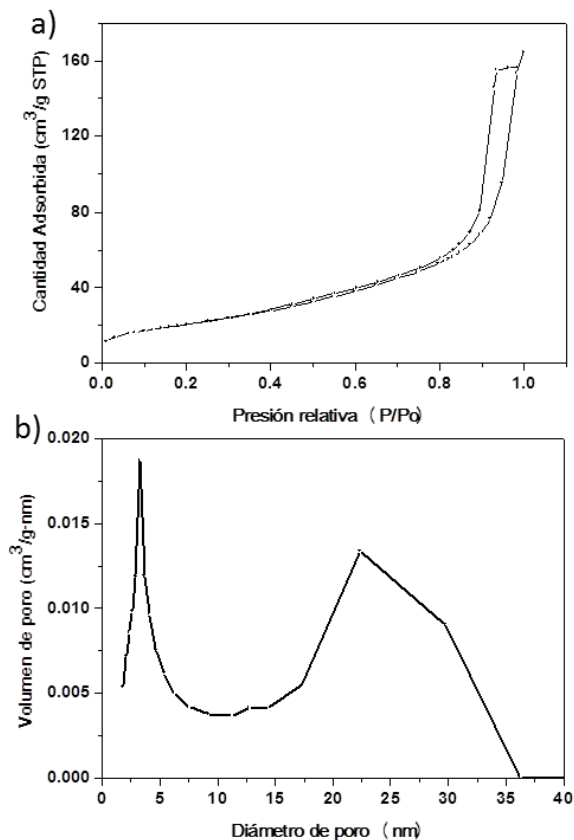 a)
Cantidad Adsorbida (cm³/g STP)
160
120
80
40
0
0.0 0.2 0.4 0.6 0.8 1.0
Presión relativa ( P/Po)
b)
Volumen de poro (cm³/g-nm)
0.020
0.015
0.010
0.005
0.000
0 5 10 15 20 25 30 35 40
Diámetro de poro ( nm)